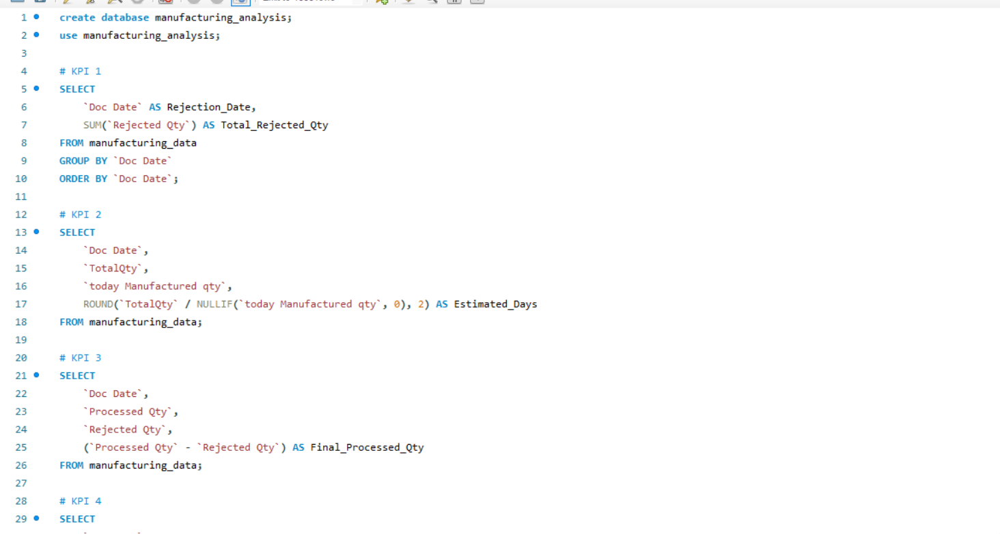 1 create database manufacturing_analysis;
2 use manufacturing_analysis;
3
4 # KPI 1
5 SELECT
6 `Doc Date` AS Rejection_Date,
7 SUM(`Rejected Qty`) AS Total_Rejected_Qty
8 FROM manufacturing_data
9 GROUP BY `Doc Date`
10 ORDER BY `Doc Date`;
11
12 # KPI 2
13 SELECT
14 `Doc Date`,
15 `TotalQty`,
16 `today Manufactured qty`,
17 ROUND(`TotalQty` / NULLIF(`today Manufactured qty`, 0), 2) AS Estimated_Days
18 FROM manufacturing_data;
19
20 # KPI 3
21 SELECT
22 `Doc Date`,
23 `Processed Qty`,
24 `Rejected Qty`,
25 (`Processed Qty` - `Rejected Qty`) AS Final_Processed_Qty
26 FROM manufacturing_data;
27
28 # KPI 4
29 SELECT